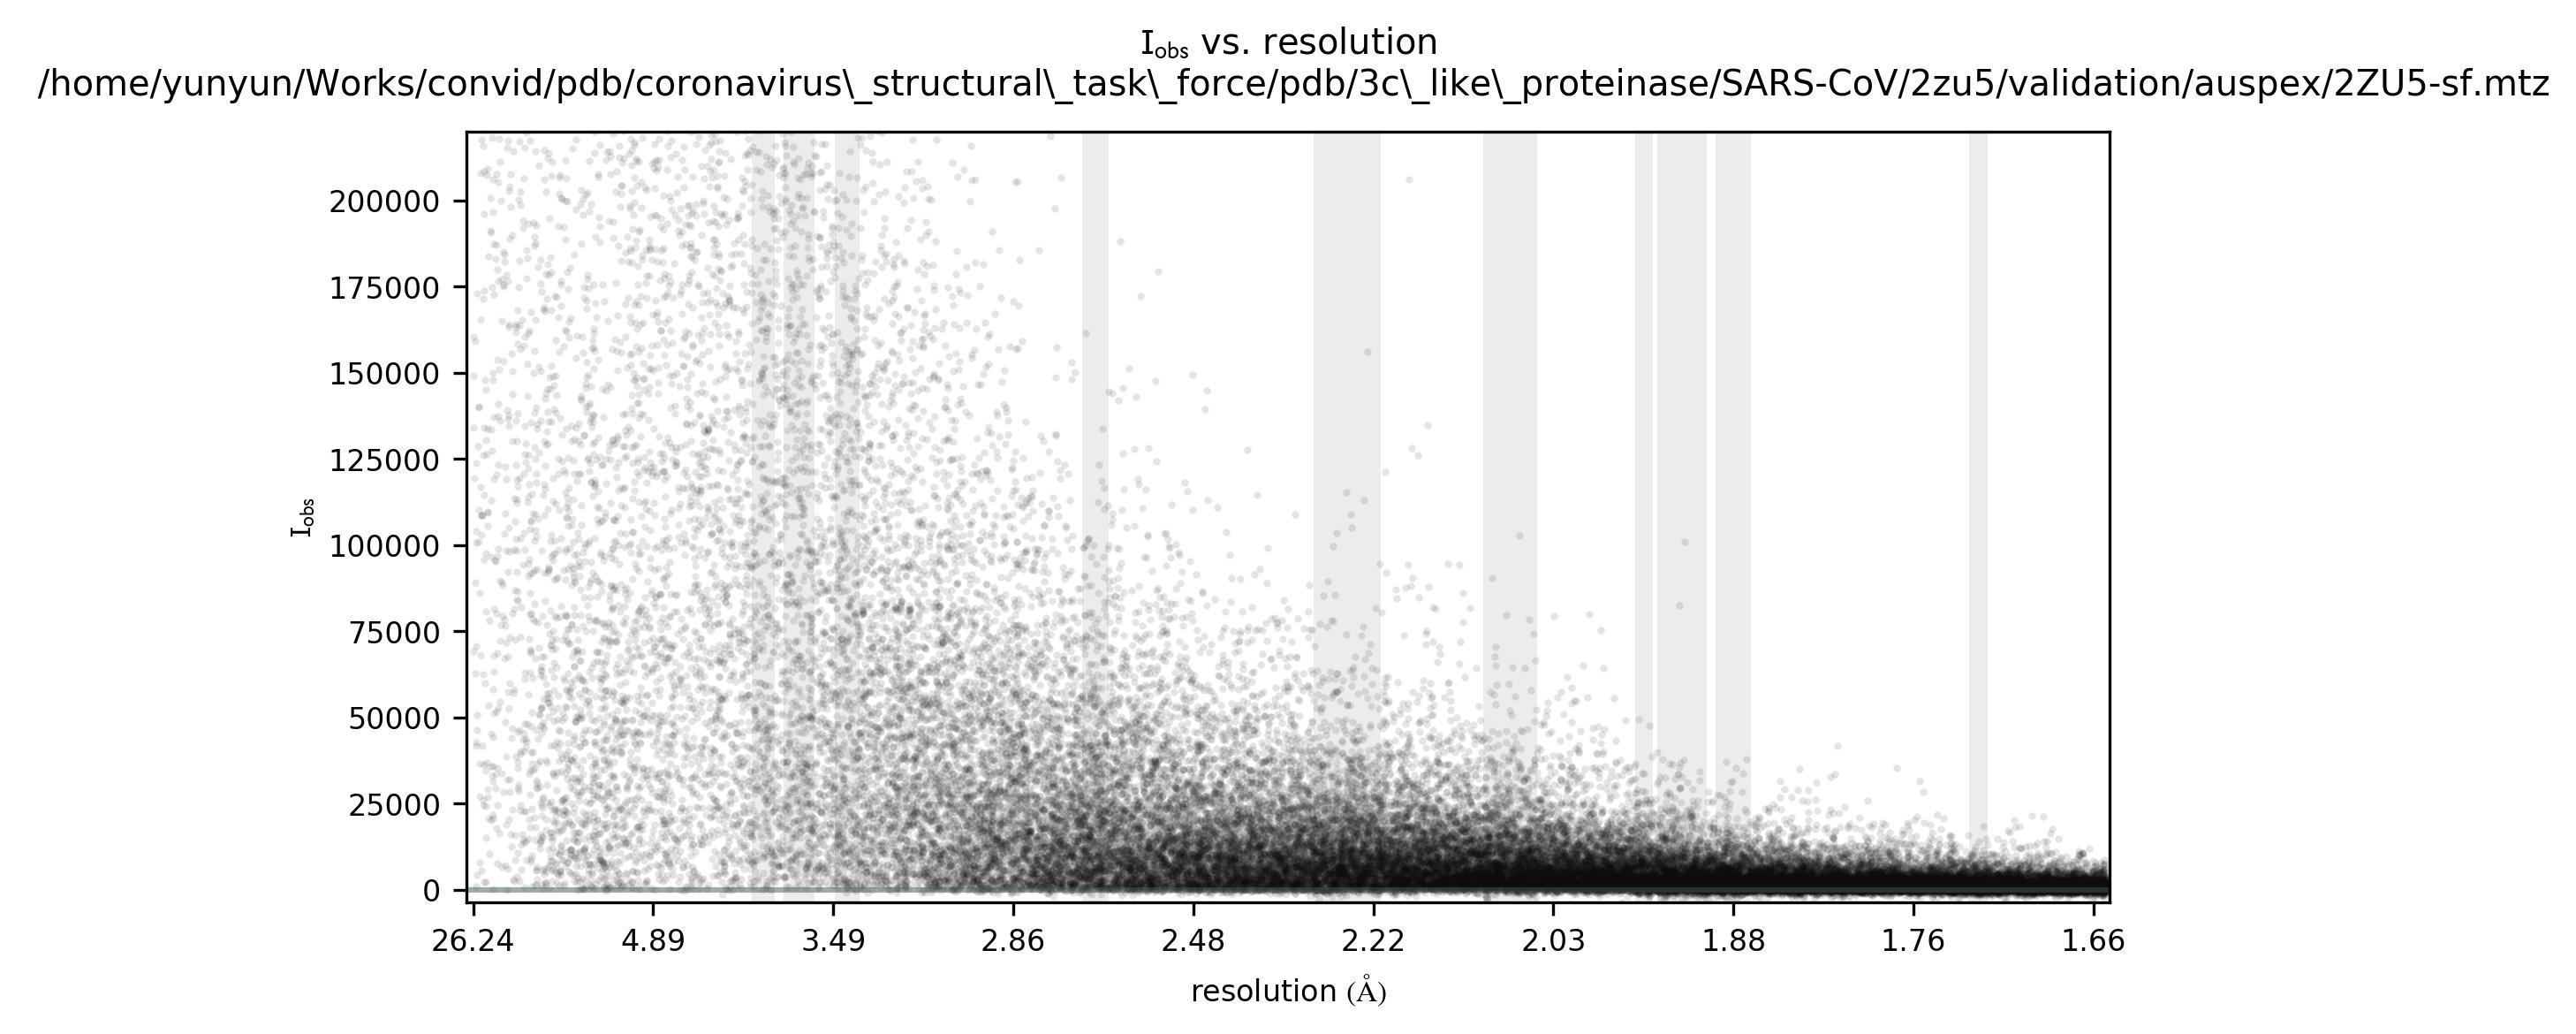 I_obs vs. resolution
/home/yunyun/Works/convid/pdb/coronavirus\_structural\_task\_force/pdb/3c\_like\_proteinase/SARS-CoV/2zu5/validation/auspex/2ZU5-sf.mtz
200000
175000
150000
125000
100000
75000
50000
25000
0
I_obs
26.24 4.89 3.49 2.86 2.48 2.22 2.03 1.88 1.76 1.66
resolution (Å)